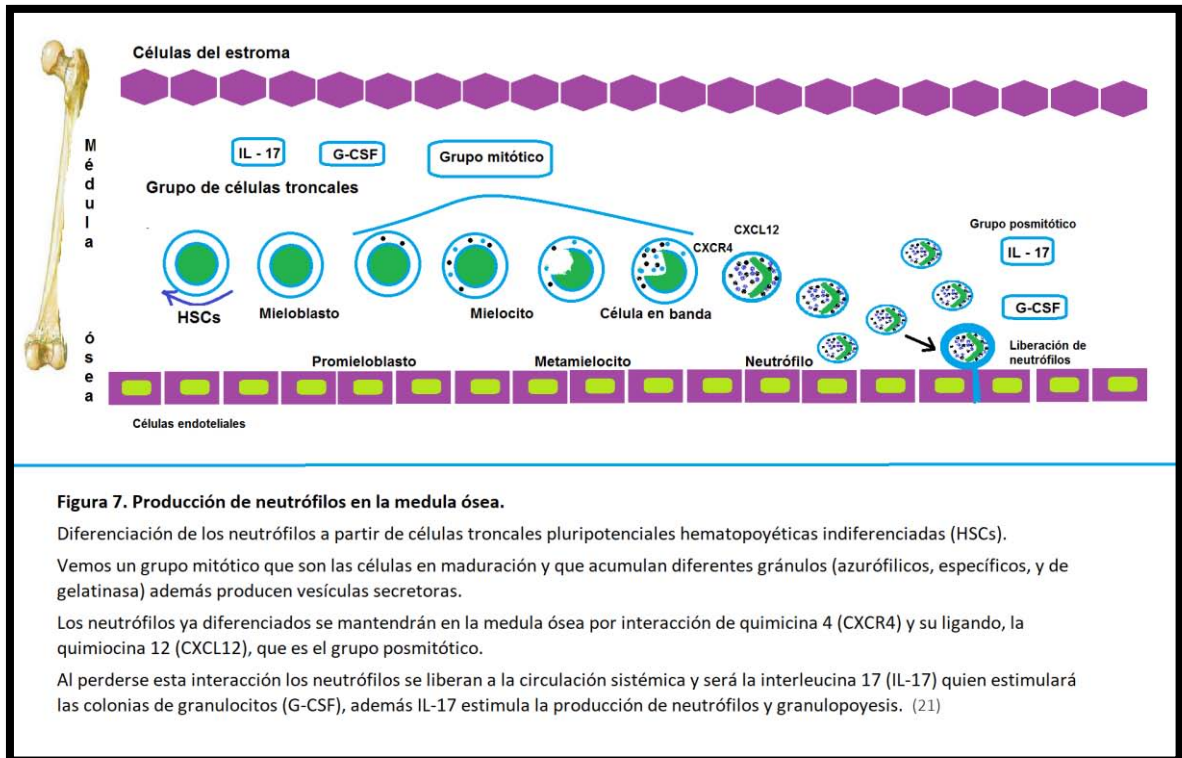 Células del estroma
Médula ósea
IL - 17
G-CSF
Grupo mitótico
Grupo de células troncales
CXCL12
CXCR4
Grupo posmitótico
IL - 17
G-CSF
HSCs
Mieloblasto
Mielocito
Célula en banda
Liberación de
neutrófilos
Promieloblasto
Metamielocito
Neutrófilo
Células endoteliales
Figura 7. Producción de neutrófilos en la medula ósea.
Diferenciación de los neutrófilos a partir de células troncales pluripotenciales hematopoyéticas indiferenciadas (HSCs).
Vemos un grupo mitótico que son las células en maduración y que acumulan diferentes gránulos (azurófilicos, específicos, y de
gelatinasa) además producen vesículas secretoras.
Los neutrófilos ya diferenciados se mantendrán en la medula ósea por interacción de quimicina 4 (CXCR4) y su ligando, la
quimiocina 12 (CXCL12), que es el grupo posmitótico.
Al perderse esta interacción los neutrófilos se liberan a la circulación sistémica y será la interleucina 17 (IL-17) quien estimulará
las colonias de granulocitos (G-CSF), además IL-17 estimula la producción de neutrófilos y granulopoyesis. (21)